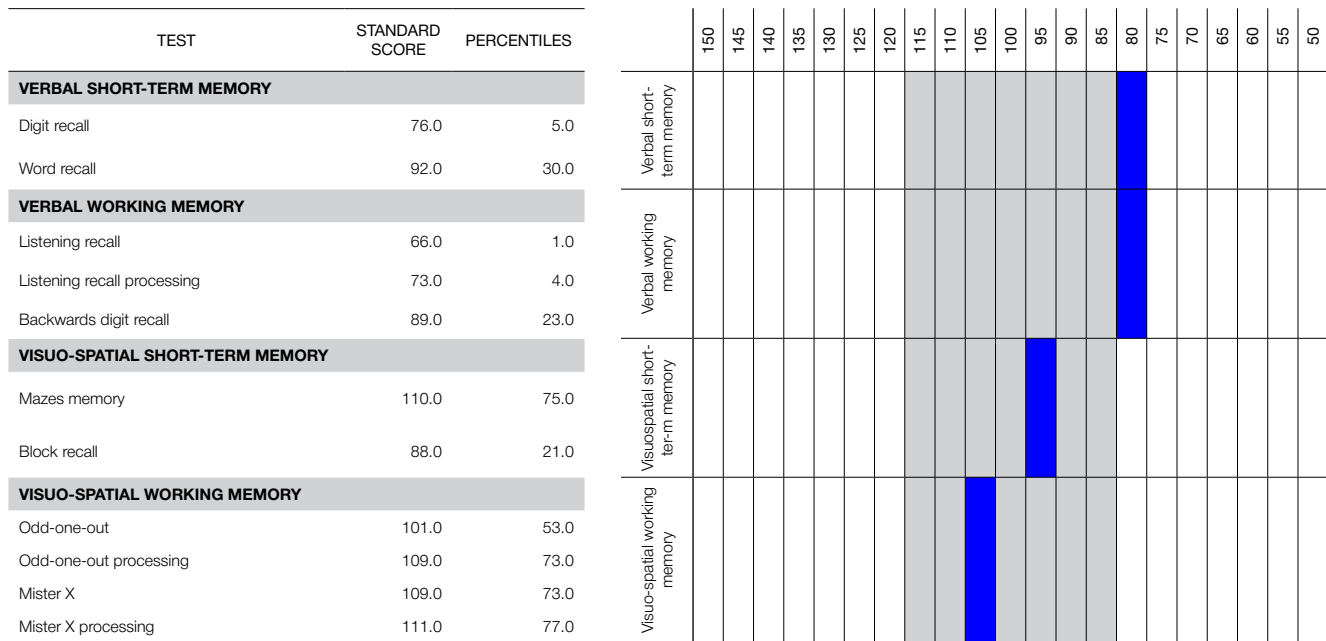 TEST STANDARD SCORE PERCENTILES
VERBAL SHORT-TERM MEMORY
Digit recall 76.0 5.0
Word recall 92.0 30.0
VERBAL WORKING MEMORY
Listening recall 66.0 1.0
Listening recall processing 73.0 4.0
Backwards digit recall 89.0 23.0
VISUO-SPATIAL SHORT-TERM MEMORY
Mazes memory 110.0 75.0
Block recall 88.0 21.0
VISUO-SPATIAL WORKING MEMORY
Odd-one-out 101.0 53.0
Odd-one-out processing 109.0 73.0
Mister X 109.0 73.0
Mister X processing 111.0 77.0
150 145 140 135 130 125 120 115 110 105 100 95 90 85 80 75 70 65 60 55 50
Verbal short-
term memory
Verbal working
memory
Visuospatial short-
ter-m memory
Visuo-spatial working
memory